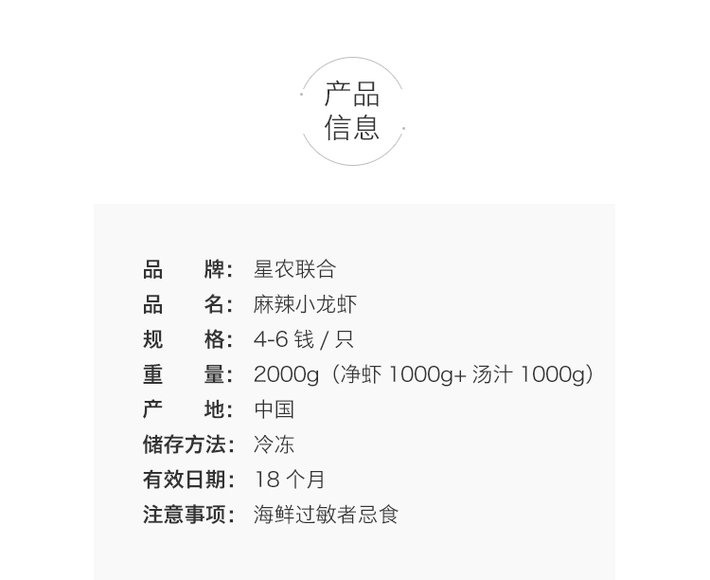 产品
信息
品 牌： 星农联合
品 名： 麻辣小龙虾
规 格： 4-6 钱 / 只
重 量： 2000g（净虾 1000g+ 汤汁 1000g）
产 地： 中国
储存方法： 冷冻
有效日期： 18 个月
注意事项： 海鲜过敏者忌食